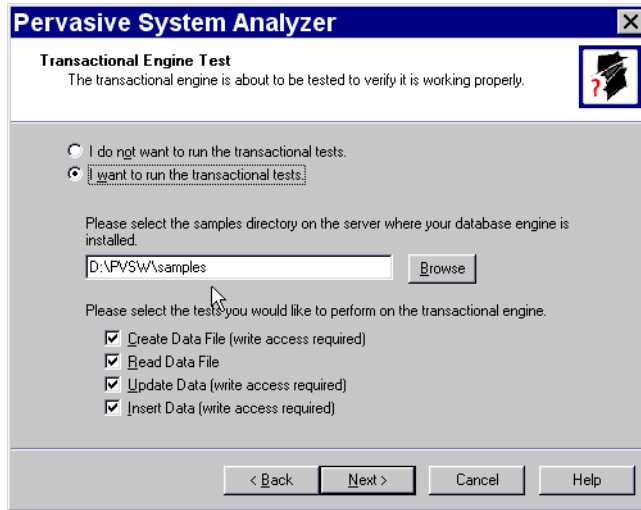 Pervasive System Analyzer
Transactional Engine Test
The transactional engine is about to be tested to verify it is working properly.
?
I do not want to run the transactional tests.
I want to run the transactional tests.
Please select the samples directory on the server where your database engine is
installed.
D:\PVSW\samples
Browse
Please select the tests you would like to perform on the transactional engine.
Create Data File (write access required)
Read Data File
Update Data (write access required)
Insert Data (write access required)
< Back
Next >
Cancel
Help